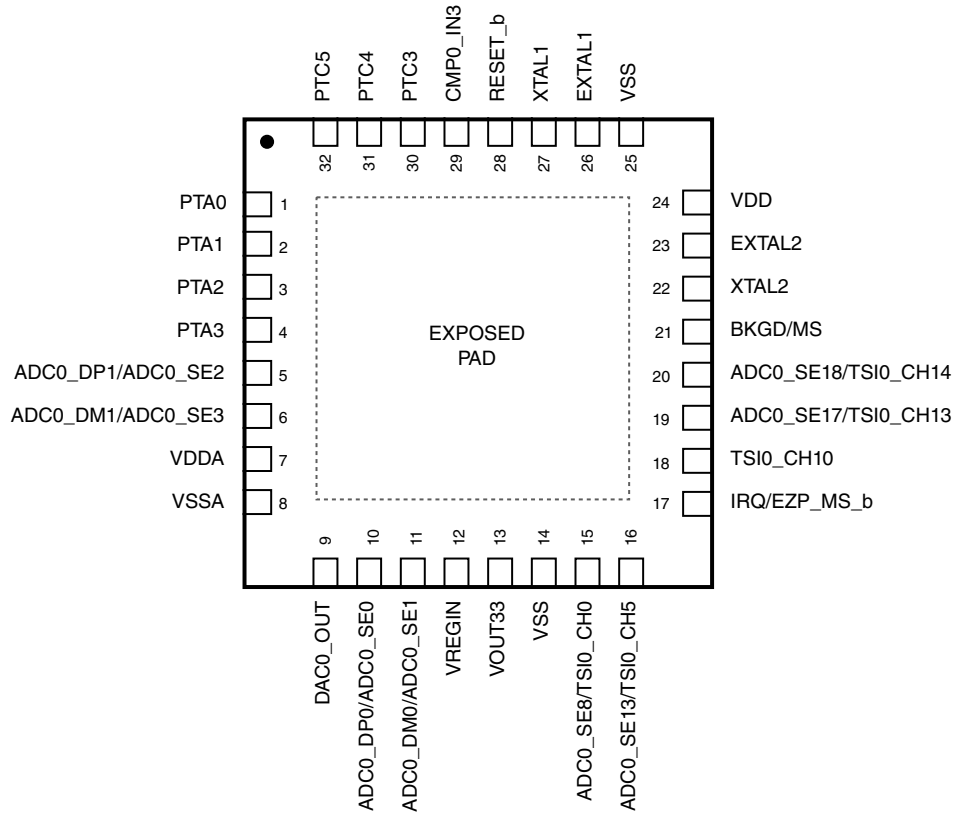 PTC5
PTC4
PTC3
CMP0_IN3
RESET_b
XTAL1
EXTAL1
VSS
32
31
30
29
28
27
26
25
PTA0 1
PTA1 2
PTA2 3
PTA3 4
ADC0_DP1/ADC0_SE2 5
ADC0_DM1/ADC0_SE3 6
VDDA 7
VSSA 8
EXPOSED
PAD
24 VDD
23 EXTAL2
22 XTAL2
21 BKGD/MS
20 ADC0_SE18/TSI0_CH14
19 ADC0_SE17/TSI0_CH13
18 TSI0_CH10
17 IRQ/EZP_MS_b
9
10
11
12
13
14
15
16
DAC0_OUT
ADC0_DP0/ADC0_SE0
ADC0_DM0/ADC0_SE1
VREGIN
VOUT33
VSS
ADC0_SE8/TSI0_CH0
ADC0_SE13/TSI0_CH5